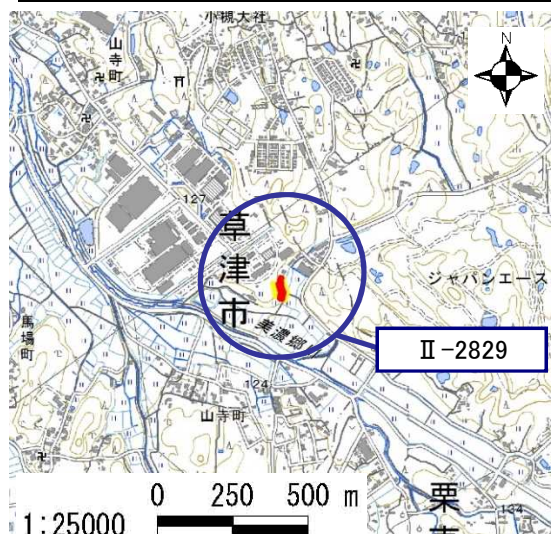 小槻大社
山寺町
N
127
草津市
ジャパンエース
美濃郷
馬場町
Ⅱ-2829
124
山寺町
0 250 500 m
1:25000
栗東
134